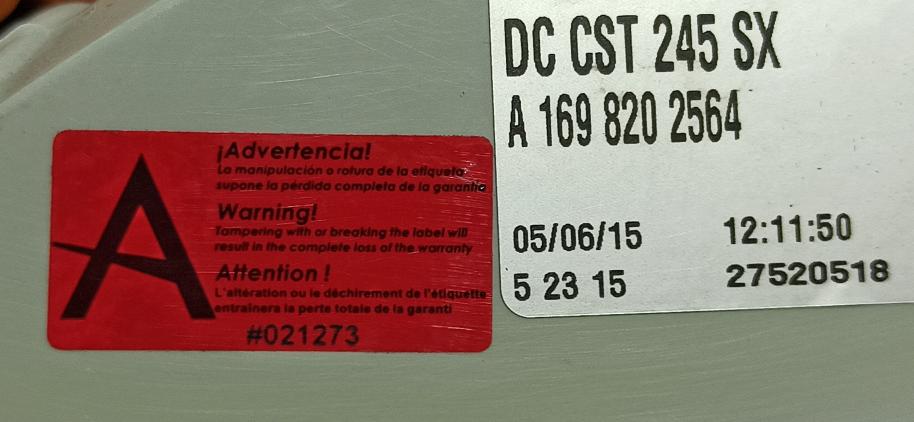 ¡Advertencia!
La manipulación o rotura de la etiqueta
supone la pérdida completa de la garantía
Warning!
Tampering with or breaking the label will
result in the complete loss of the warranty
Attention !
L'altération ou le déchirement de l'étiquette
entraînera la perte totale de la garanti
#021273
DC CST 245 SX
A 169 820 2564
05/06/15 12:11:50
5 23 15 27520518